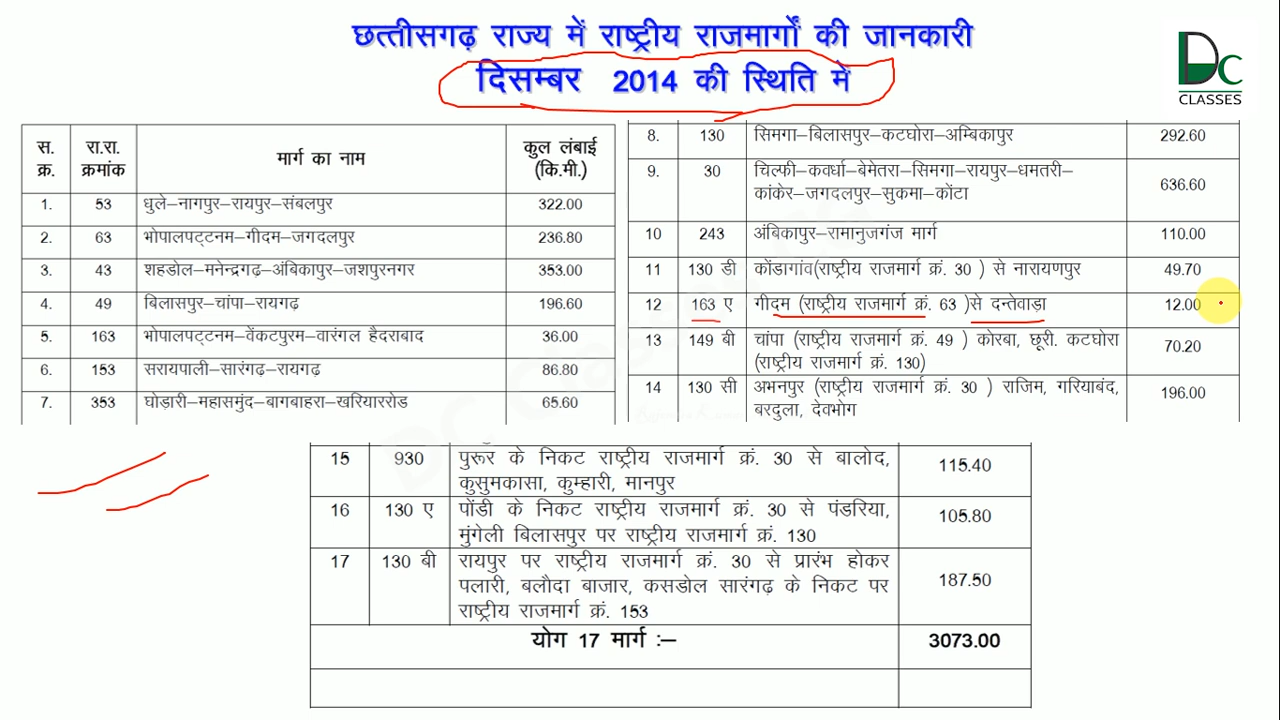 छत्तीसगढ़ राज्य में राष्ट्रीय राजमार्गों की जानकारी
दिसम्बर 2014 की स्थिति में
DC CLASSES
स. क्र. रा.रा. क्रमांक मार्ग का नाम कुल लंबाई (कि.मी.)
1. 53 धुले–नागपुर–रायपुर–संबलपुर 322.00
2. 63 भोपालपट्टनम–गीदम–जगदलपुर 236.80
3. 43 शहडोल–मनेन्द्रगढ़–अंबिकापुर–जशपुरनगर 353.00
4. 49 बिलासपुर–चांपा–रायगढ़ 196.60
5. 163 भोपालपट्टनम–वेंकटपुरम–वारंगल हैदराबाद 36.00
6. 153 सरायपाली–सारंगढ़–रायगढ़ 86.80
7. 353 घोड़ारी–महासमुंद–बागबाहरा–खरियाररोड 65.60
8. 130 सिमगा–बिलासपुर–कटघोरा–अम्बिकापुर 292.60
9. 30 चिल्फी–कवर्धा–बेमेतरा–सिमगा–रायपुर–धमतरी–
कांकेर–जगदलपुर–सुकमा–कोंटा 636.60
10 243 अंबिकापुर–रामानुजगंज मार्ग 110.00
11 130 डी कोंडागांव(राष्ट्रीय राजमार्ग क्रं. 30 ) से नारायणपुर 49.70
12 163 ए गीदम (राष्ट्रीय राजमार्ग क्रं. 63 )से दन्तेवाड़ा 12.00
13 149 बी चांपा (राष्ट्रीय राजमार्ग क्रं. 49 ) कोरबा, छूरी. कटघोरा
(राष्ट्रीय राजमार्ग क्रं. 130) 70.20
14 130 सी अभनपुर (राष्ट्रीय राजमार्ग क्रं. 30 ) राजिम, गरियाबंद,
बरदुला, देवभोग 196.00
15 930 पुरूर के निकट राष्ट्रीय राजमार्ग क्रं. 30 से बालोद,
कुसुमकासा, कुम्हारी, मानपुर 115.40
16 130 ए पोंडी के निकट राष्ट्रीय राजमार्ग क्रं. 30 से पंडरिया,
मुंगेली बिलासपुर पर राष्ट्रीय राजमार्ग क्रं. 130 105.80
17 130 बी रायपुर पर राष्ट्रीय राजमार्ग क्रं. 30 से प्रारंभ होकर
पलारी, बलौदा बाजार, कसडोल सारंगढ़ के निकट पर
राष्ट्रीय राजमार्ग क्रं. 153 187.50
योग 17 मार्ग :– 3073.00